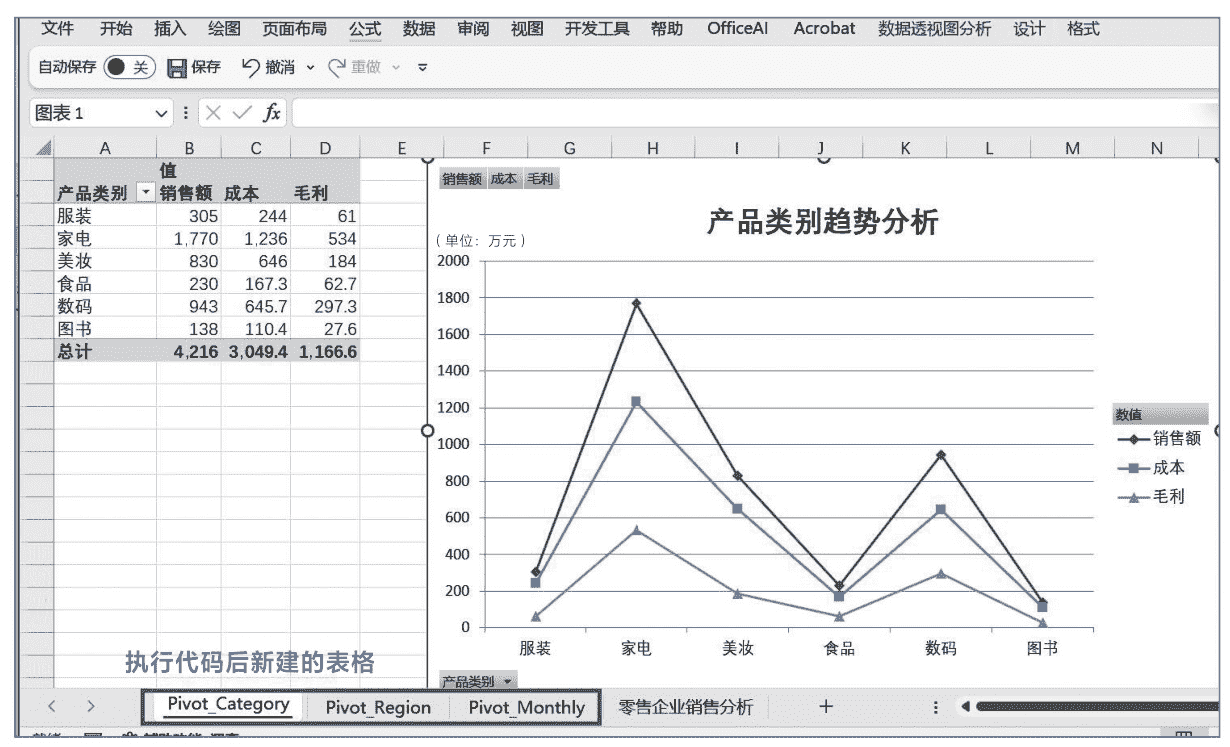 文件 开始 插入 绘图 页面布局 公式 数据 审阅 视图 开发工具 帮助 OfficeAI Acrobat 数据透视图分析 设计 格式
自动保存 关 保存 撤消 重做
图表 1 fx
A B C D E F G H I J K L M N
值
产品类别 销售额 成本 毛利
服装 305 244 61
家电 1,770 1,236 534
美妆 830 646 184
食品 230 167.3 62.7
数码 943 645.7 297.3
图书 138 110.4 27.6
总计 4,216 3,049.4 1,166.6
销售额 成本 毛利
产品类别趋势分析
(单位：万元)
2000
1800
1600
1400
1200
1000
800
600
400
200
0
服装 家电 美妆 食品 数码 图书
数值
销售额
成本
毛利
产品类别
执行代码后新建的表格
Pivot_Category Pivot_Region Pivot_Monthly 零售企业销售分析